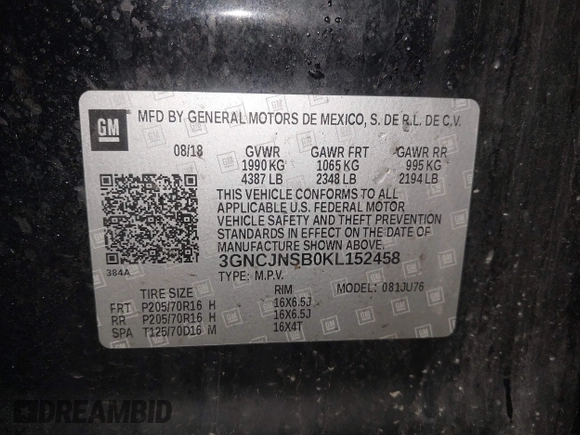 GM
MFD BY GENERAL MOTORS DE MEXICO, S. DE R.L. DE C.V.
08/18 GVWR GAWR FRT GAWR RR
1990 KG 1065 KG 995 KG
4387 LB 2348 LB 2194 LB
THIS VEHICLE CONFORMS TO ALL
APPLICABLE U.S. FEDERAL MOTOR
VEHICLE SAFETY AND THEFT PREVENTION
STANDARDS IN EFFECT ON THE DATE OF
MANUFACTURE SHOWN ABOVE.
384A
3GNCJNSB0KL152458
TYPE: M.P.V. MODEL: 081JU76
TIRE SIZE RIM
FRT P205/70R16 H 16X6.5J
RR P205/70R16 H 16X6.5J
SPA T125/70D16 M 16X4T
DREAMBID